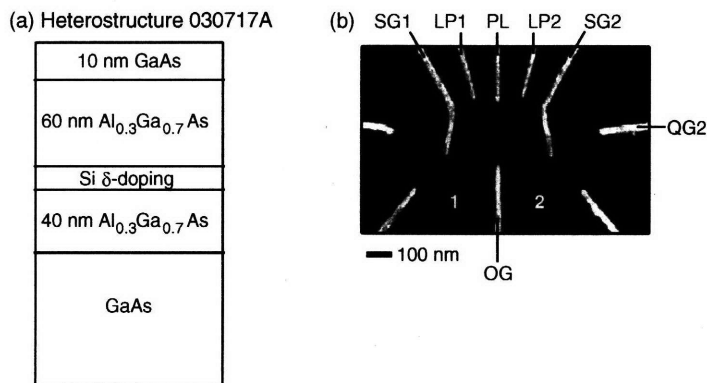 (a) Heterostructure 030717A
10 nm GaAs
60 nm Al0.3Ga0.7As
Si δ-doping
40 nm Al0.3Ga0.7As
GaAs
(b)
SG1 LP1 PL LP2 SG2
QG2
1 2
100 nm
OG